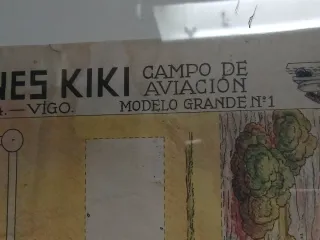 NES KIKI CAMPO DE
AVIACIÓN
.—VIGO. MODELO GRANDE Nº1